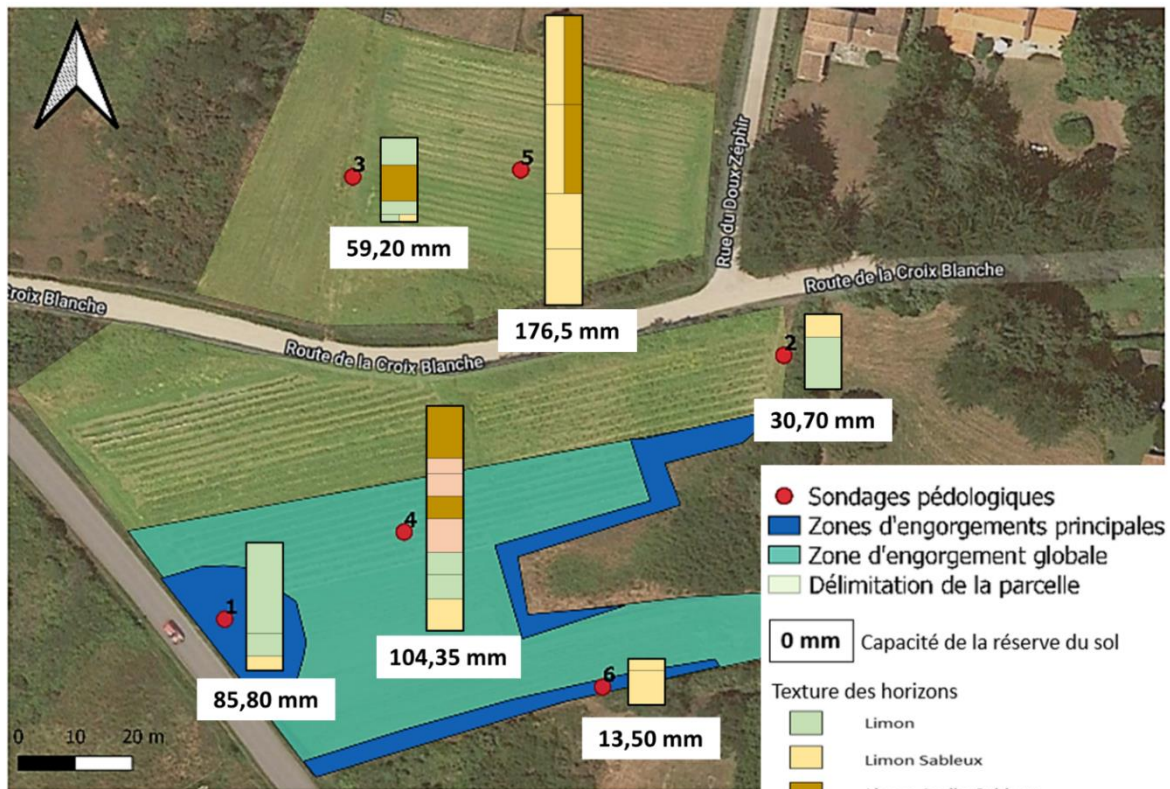 3
5
59,20 mm
176,5 mm
Rue du Doux Zéphir
Route de la Croix Blanche
Croix Blanche
Route de la Croix Blanche
2
30,70 mm
4
104,35 mm
1
85,80 mm
6
13,50 mm
0 10 20 m
Sondages pédologiques
Zones d'engorgements principales
Zone d'engorgement globale
Délimitation de la parcelle
0 mm Capacité de la réserve du sol
Texture des horizons
Limon
Limon Sableux